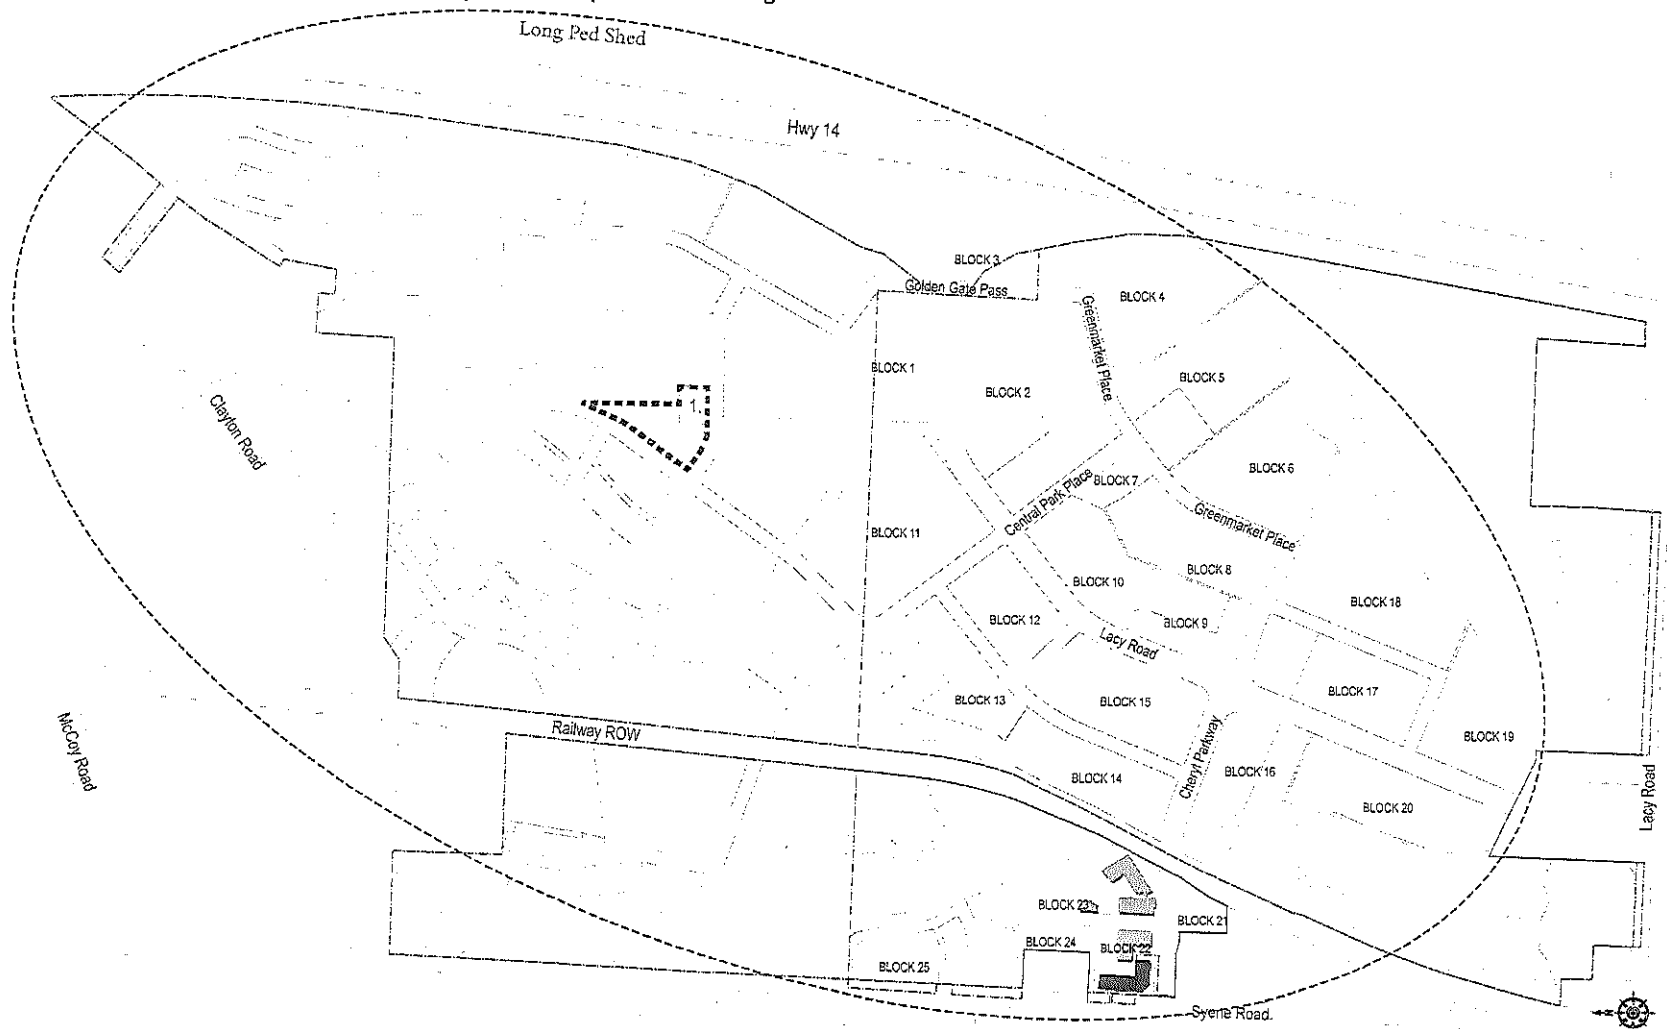 Long Ped Shed
Hwy 14
BLOCK 3
Golden Gate Pass
BLOCK 4
Greenmarket Place
BLOCK 1
BLOCK 2
BLOCK 5
1.
Clayton Road
BLOCK 6
BLOCK 7
Central Park Place
Greenmarket Place
BLOCK 11
BLOCK 8
BLOCK 10
BLOCK 18
BLOCK 12
BLOCK 9
Lacy Road
BLOCK 17
BLOCK 13
BLOCK 15
Railway ROW
McCoy Road
BLOCK 19
Cheryl Parkway
BLOCK 14
BLOCK 16
BLOCK 20
Lacy Road
BLOCK 23
BLOCK 21
BLOCK 24
BLOCK 22
BLOCK 25
Syene Road
N